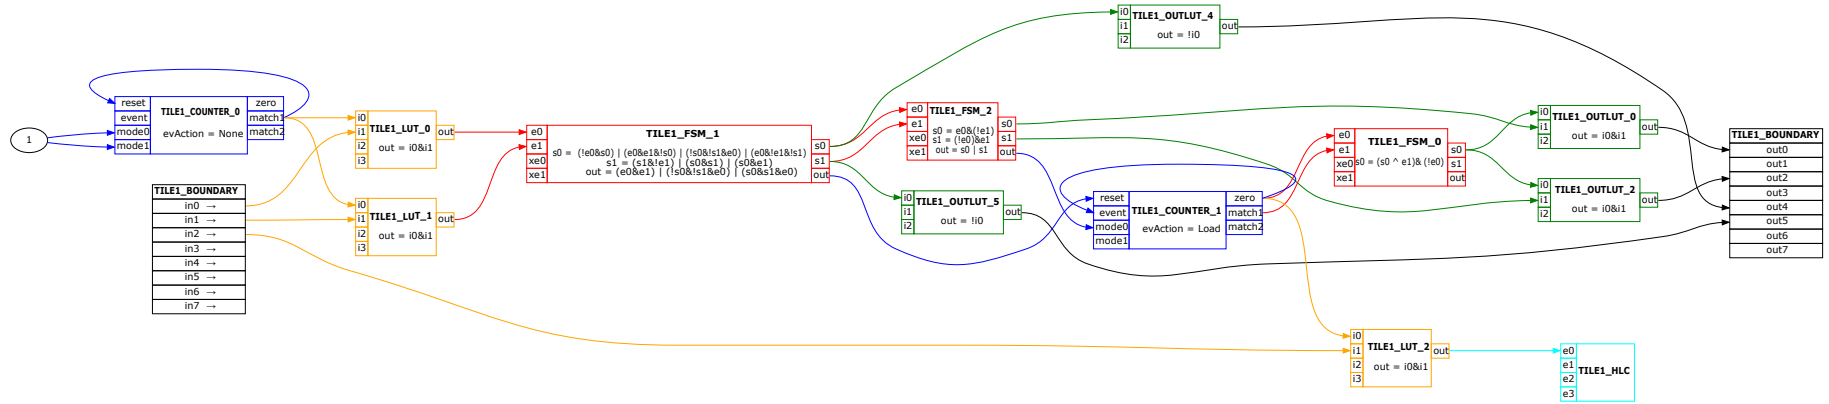 1
reset
event
mode0
mode1
TILE1_COUNTER_0
evAction = None
zero
match1
match2
TILE1_BOUNDARY
in0 →
in1 →
in2 →
in3 →
in4 →
in5 →
in6 →
in7 →
i0
i1
i2
i3
TILE1_LUT_0
out = i0&i1
out
i0
i1
i2
i3
TILE1_LUT_1
out = i0&i1
out
e0
e1
xe0
xe1
TILE1_FSM_1
s0 = (!e0&s0) | (e0&e1&!s0) | (!s0&!s1&e0) | (e0&!e1&!s1)
s1 = (s1&!e1) | (s0&s1) | (s0&e1)
out = (e0&e1) | (!s0&!s1&e0) | (s0&s1&e0)
s0
s1
out
e0
e1
xe0
xe1
TILE1_FSM_2
s0 = e0&(!e1)
s1 = (!e0)&e1
out = s0 | s1
s0
s1
out
i0
i1
i2
TILE1_OUTLUT_5
out = !i0
out
i0
i1
i2
TILE1_OUTLUT_4
out = !i0
out
reset
event
mode0
mode1
TILE1_COUNTER_1
evAction = Load
zero
match1
match2
e0
e1
xe0
xe1
TILE1_FSM_0
s0 = (s0 ^ e1)& (!e0)
s0
s1
out
i0
i1
i2
i3
TILE1_LUT_2
out = i0&i1
out
i0
i1
i2
TILE1_OUTLUT_0
out = i0&i1
out
i0
i1
i2
TILE1_OUTLUT_2
out = i0&i1
out
e0
e1
e2
e3
TILE1_HLC
TILE1_BOUNDARY
out0
out1
out2
out3
out4
out5
out6
out7